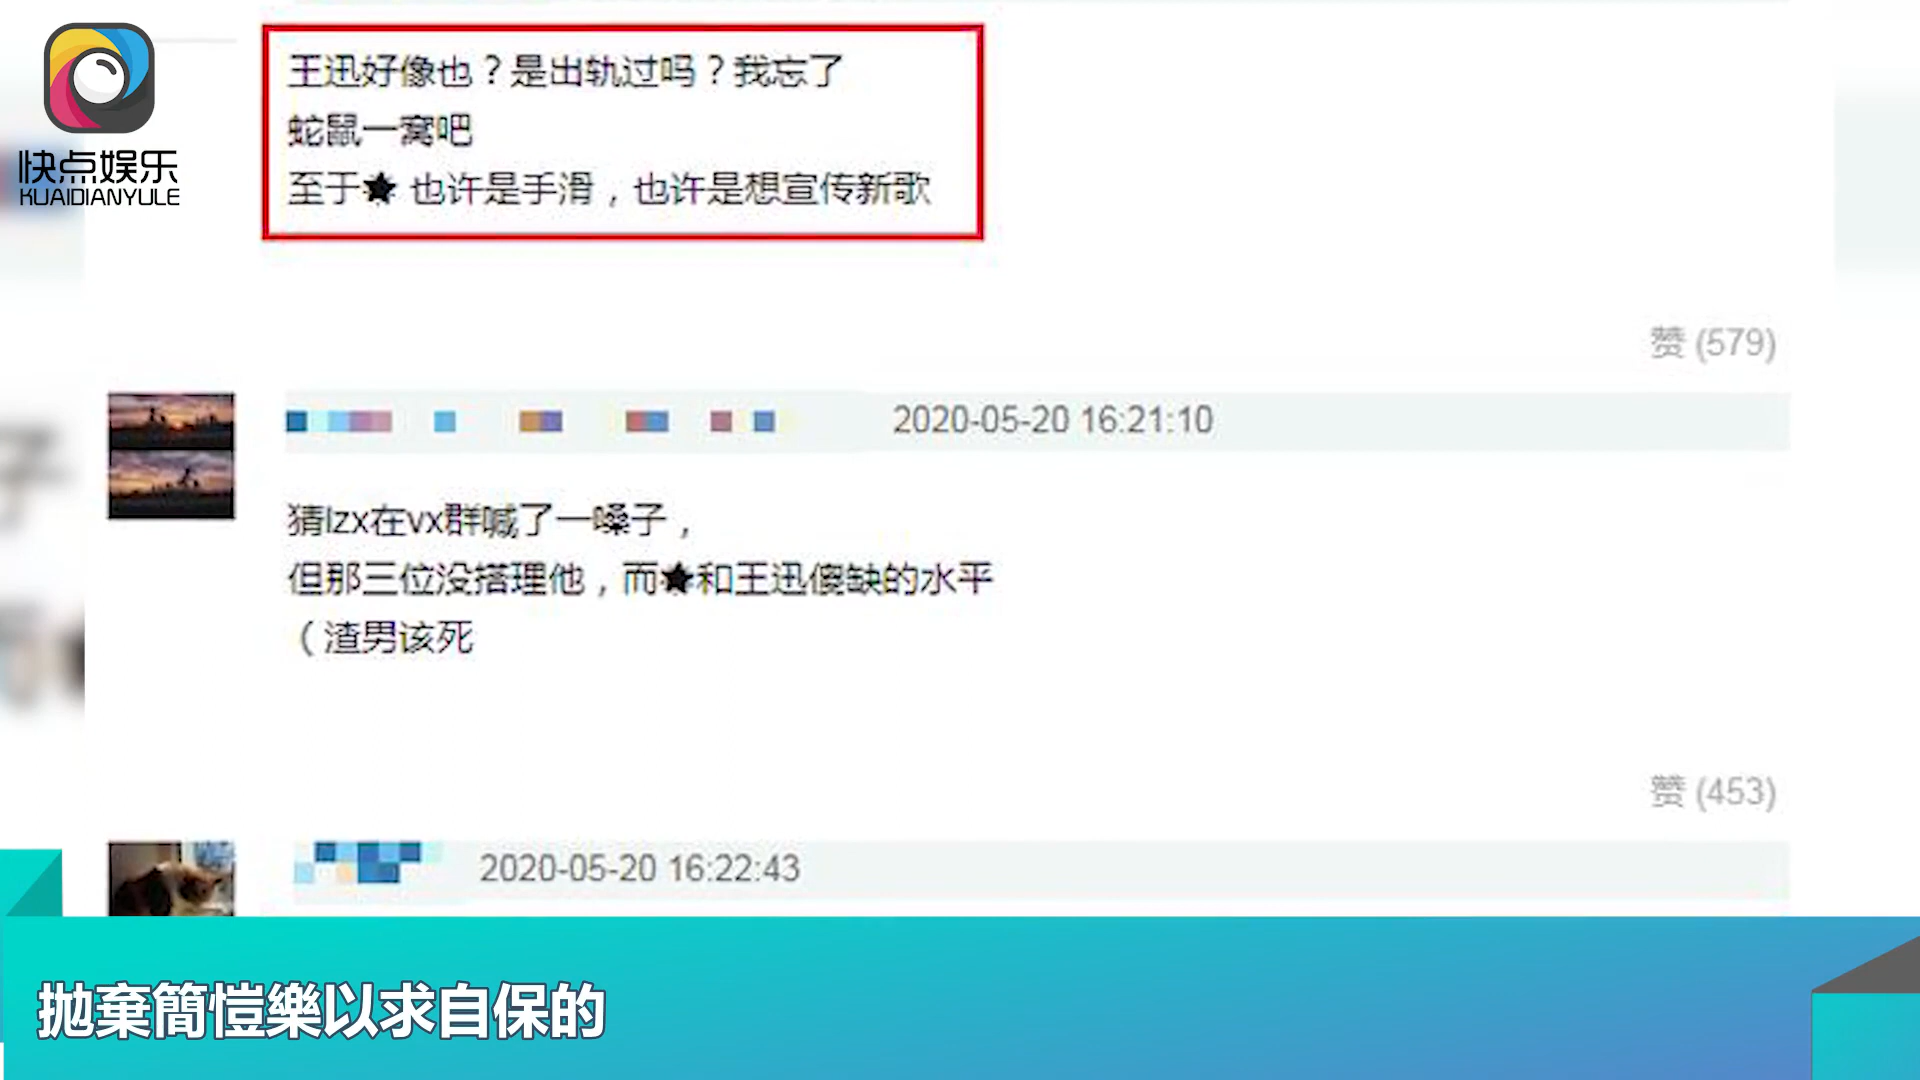 王迅好像也？是出轨过吗？我忘了
蛇鼠一窝吧
至于★ 也许是手滑，也许是想宣传新歌
快点娱乐
KUAIDIANYULE
赞 (579)
2020-05-20 16:21:10
猜lzx在vx群喊了一嗓子，
但那三位没搭理他，而★和王迅傻缺的水平
（渣男该死
赞 (453)
2020-05-20 16:22:43
拋棄簡愷樂以求自保的